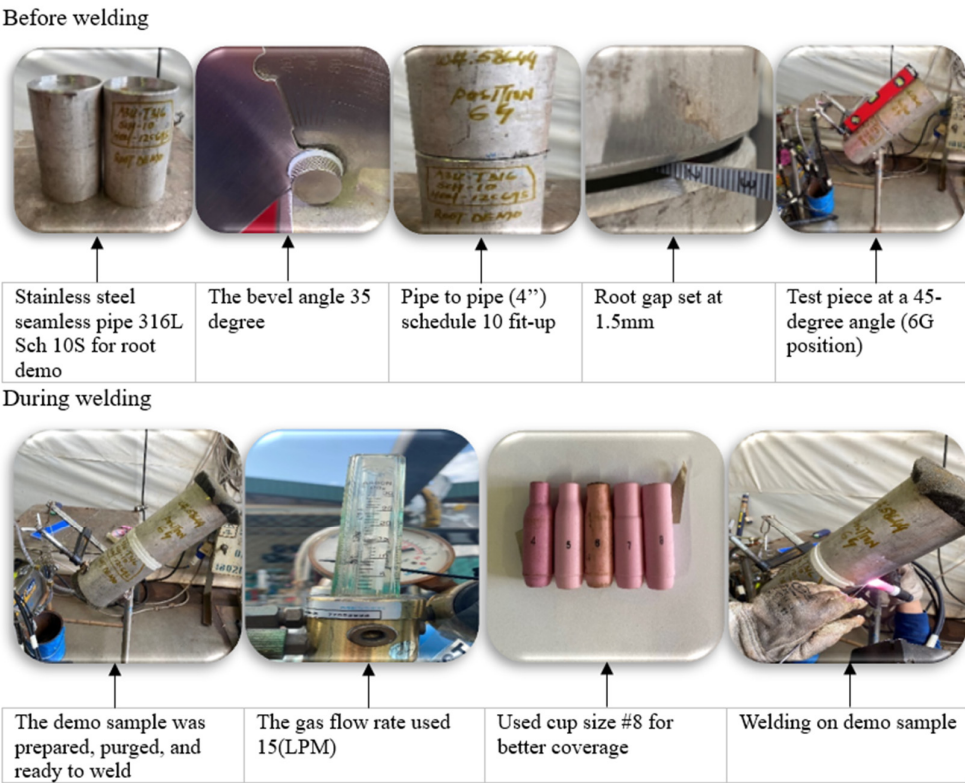 Before welding
POSITION
6G
ROOT DEMO
Stainless steel
seamless pipe 316L
Sch 10S for root
demo
The bevel angle 35
degree
Pipe to pipe (4’’)
schedule 10 fit-up
Root gap set at
1.5mm
Test piece at a 45-
degree angle (6G
position)
During welding
4
5
6
7
8
The demo sample was
prepared, purged, and
ready to weld
The gas flow rate used
15(LPM)
Used cup size #8 for
better coverage
Welding on demo sample